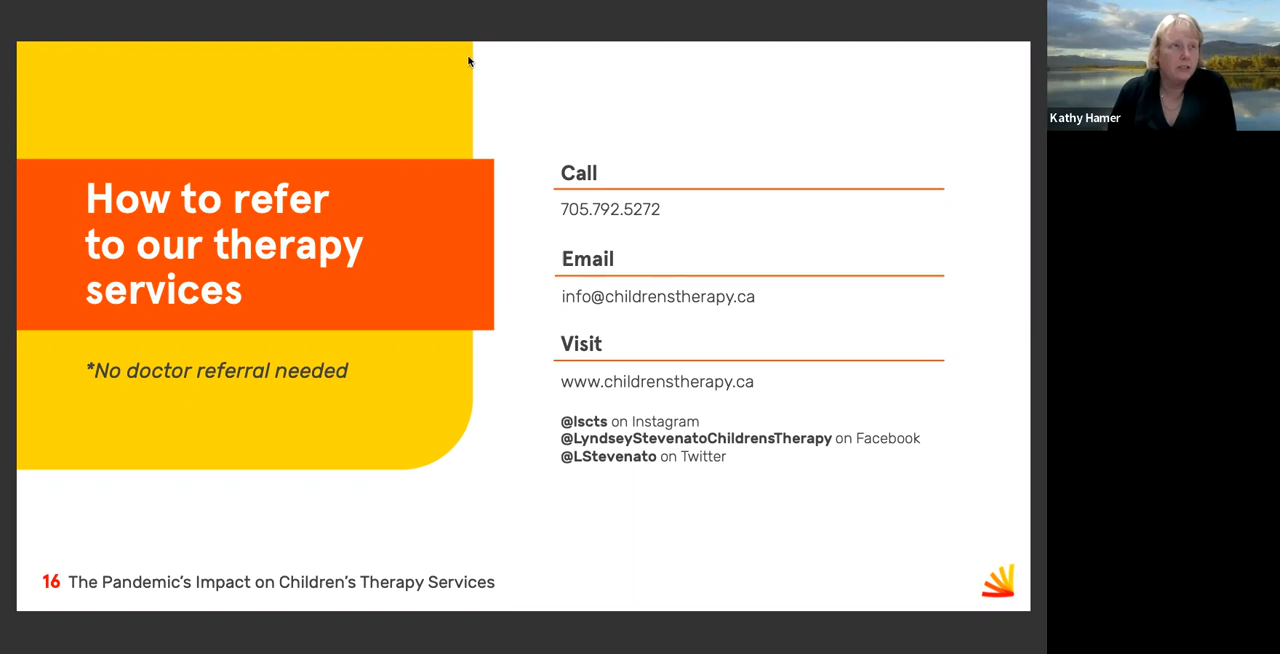 How to refer
to our therapy
services
*No doctor referral needed
Call
705.792.5272
Email
info@childrenstherapy.ca
Visit
www.childrenstherapy.ca
@lscts on Instagram
@LyndseyStevenatoChildrensTherapy on Facebook
@LStevenato on Twitter
16 The Pandemic's Impact on Children's Therapy Services
Kathy Hamer